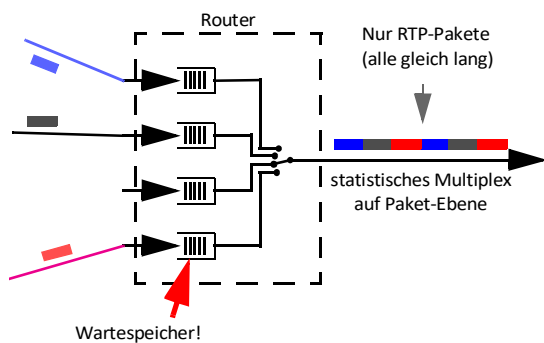 Router
Nur RTP-Pakete
(alle gleich lang)
statistisches Multiplex
auf Paket-Ebene
Wartespeicher!